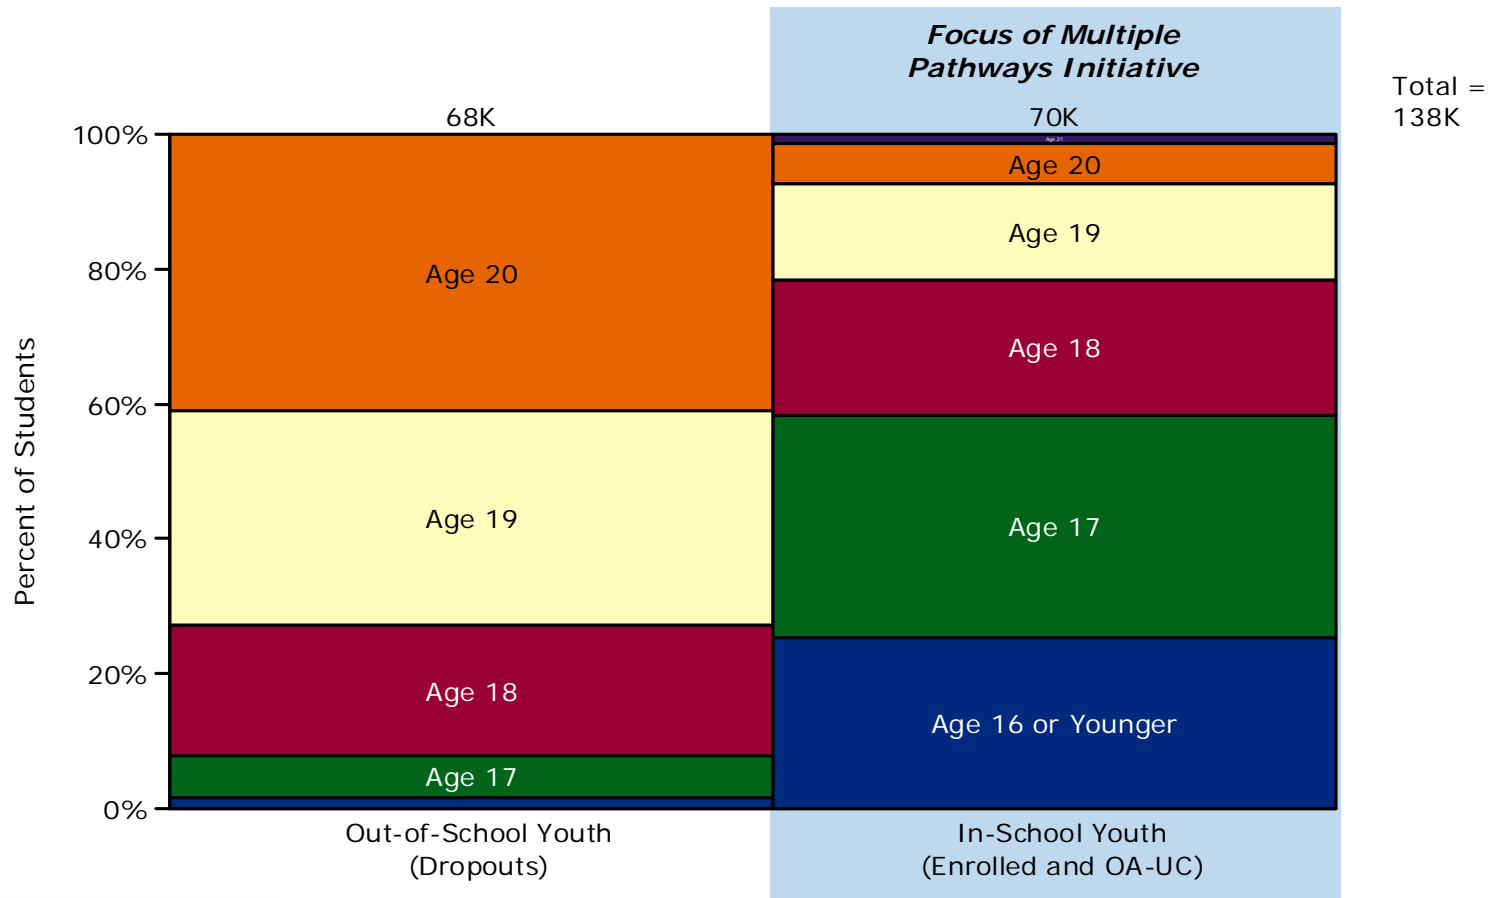 Focus of Multiple
Pathways Initiative
Total =
138K
68K
70K
100%
80%
60%
40%
20%
0%
Percent of Students
Age 20
Age 19
Age 18
Age 17
Age 21
Age 20
Age 19
Age 18
Age 17
Age 16 or Younger
Out-of-School Youth
(Dropouts)
In-School Youth
(Enrolled and OA-UC)